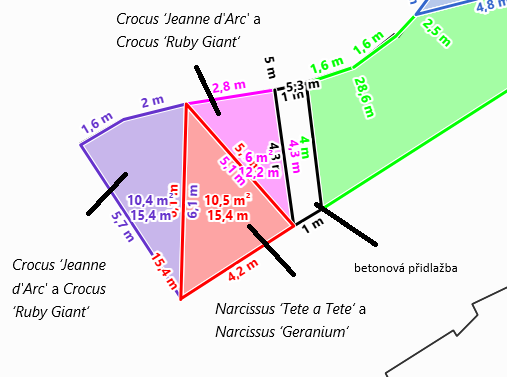 Crocus ‘Jeanne d'Arc’ a
Crocus ‘Ruby Giant’
4,8 m
2,5 m
1,6 m
1,6 m
5 m
5,3 m
1 m
2,8 m
2 m
1,6 m
28,6 m
4 m
4,3 m
4,3 m
6 m²
12,2 m
5,1 m
10,4 m²
15,4 m
6,1 m
10,5 m²
15,4 m
5,7 m
15,4 m
4,2 m
1 m
betonová přidlažba
Crocus ‘Jeanne
d'Arc’ a Crocus
‘Ruby Giant’
Narcissus ‘Tete a Tete’ a
Narcissus ‘Geranium’